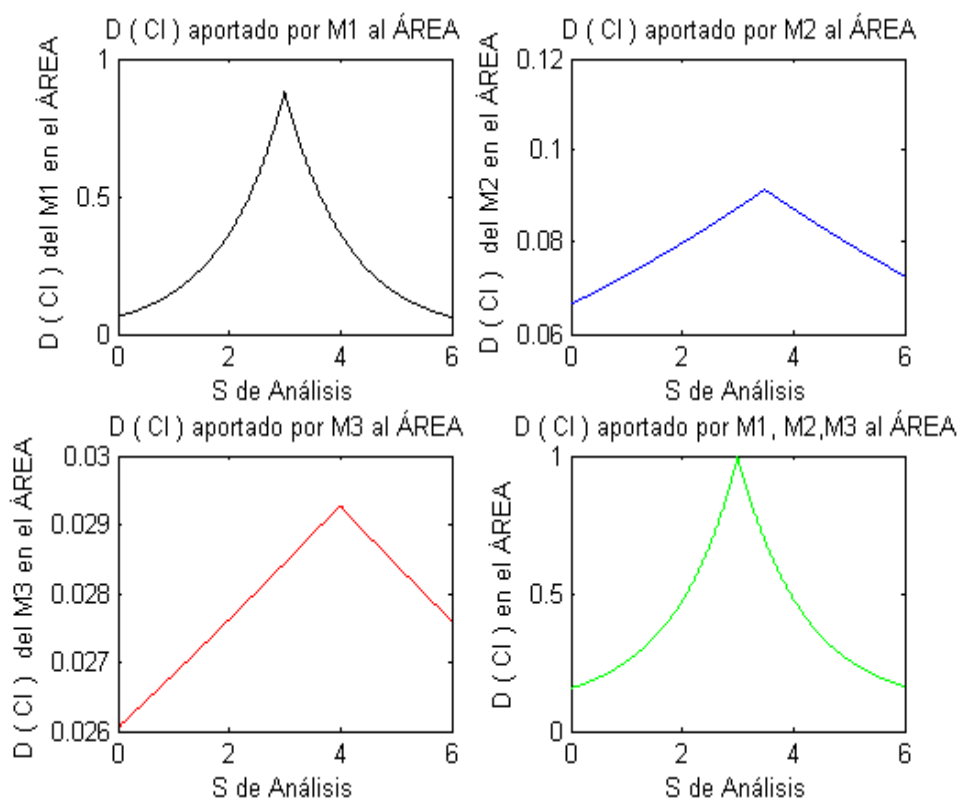 D ( CI ) aportado por M1 al ÁREA
D ( CI ) del M1 en el ÁREA
1
0.5
0
0 2 4 6
S de Análisis
D ( CI ) aportado por M2 al ÁREA
D ( CI ) del M2 en el ÁREA
0.12
0.1
0.08
0.06
0 2 4 6
S de Análisis
D ( CI ) aportado por M3 al ÁREA
D ( CI ) del M3 en el ÁREA
0.03
0.029
0.028
0.027
0.026
0 2 4 6
S de Análisis
D ( CI ) aportado por M1, M2,M3 al ÁREA
D ( CI ) en el ÁREA
1
0.5
0
0 2 4 6
S de Análisis